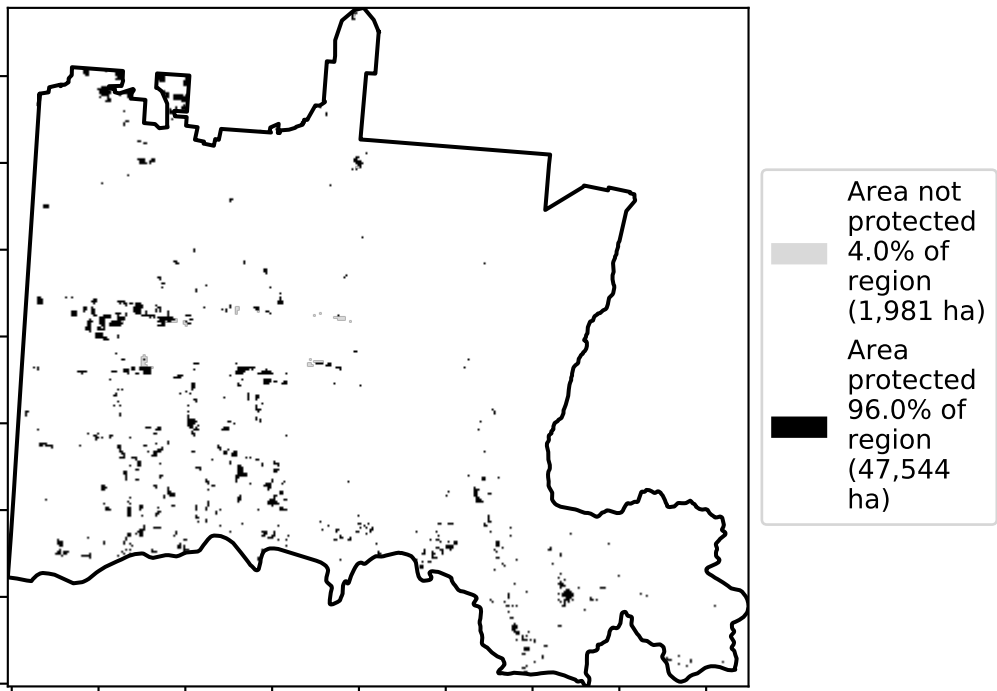 Area not
protected
4.0% of
region
(1,981 ha)
Area
protected
96.0% of
region
(47,544
ha)